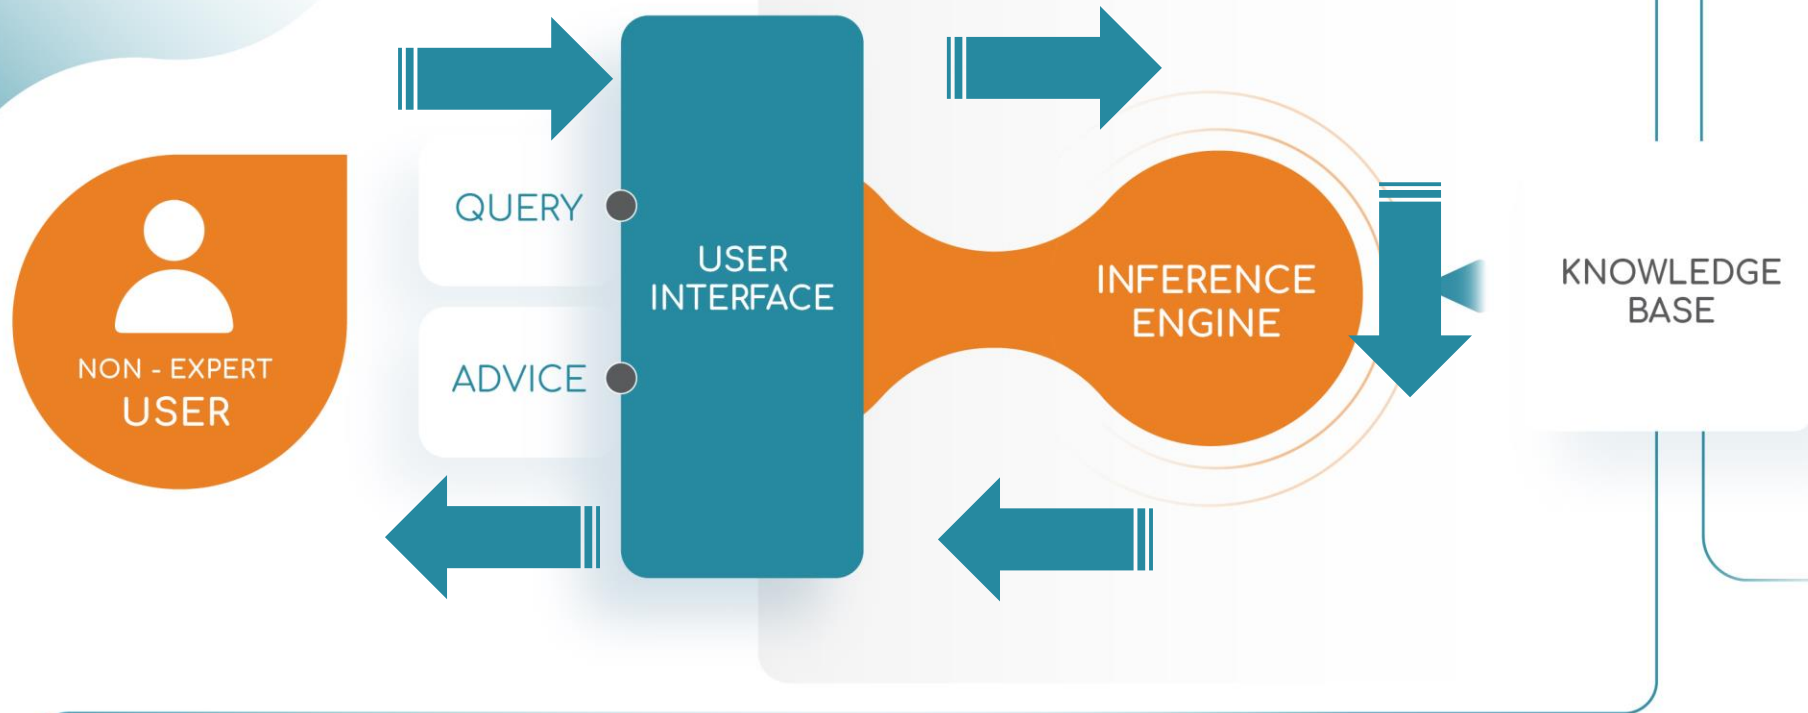 NON - EXPERT
USER
QUERY
ADVICE
USER
INTERFACE
INFERENCE
ENGINE
KNOWLEDGE
BASE